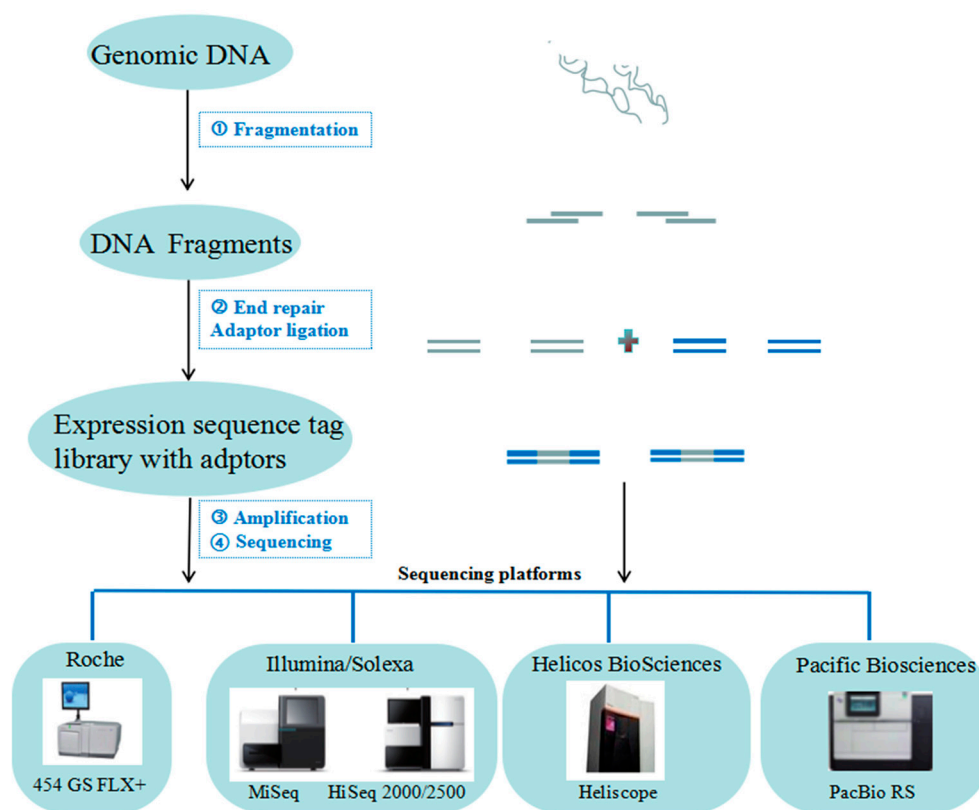 Genomic DNA
① Fragmentation
DNA Fragments
② End repair
Adaptor ligation
Expression sequence tag
library with adptors
③ Amplification
④ Sequencing
Sequencing platforms
Roche
454 GS FLX+
Illumina/Solexa
MiSeq
HiSeq 2000/2500
Helicos BioSciences
Heliscope
Pacific Biosciences
PacBio RS